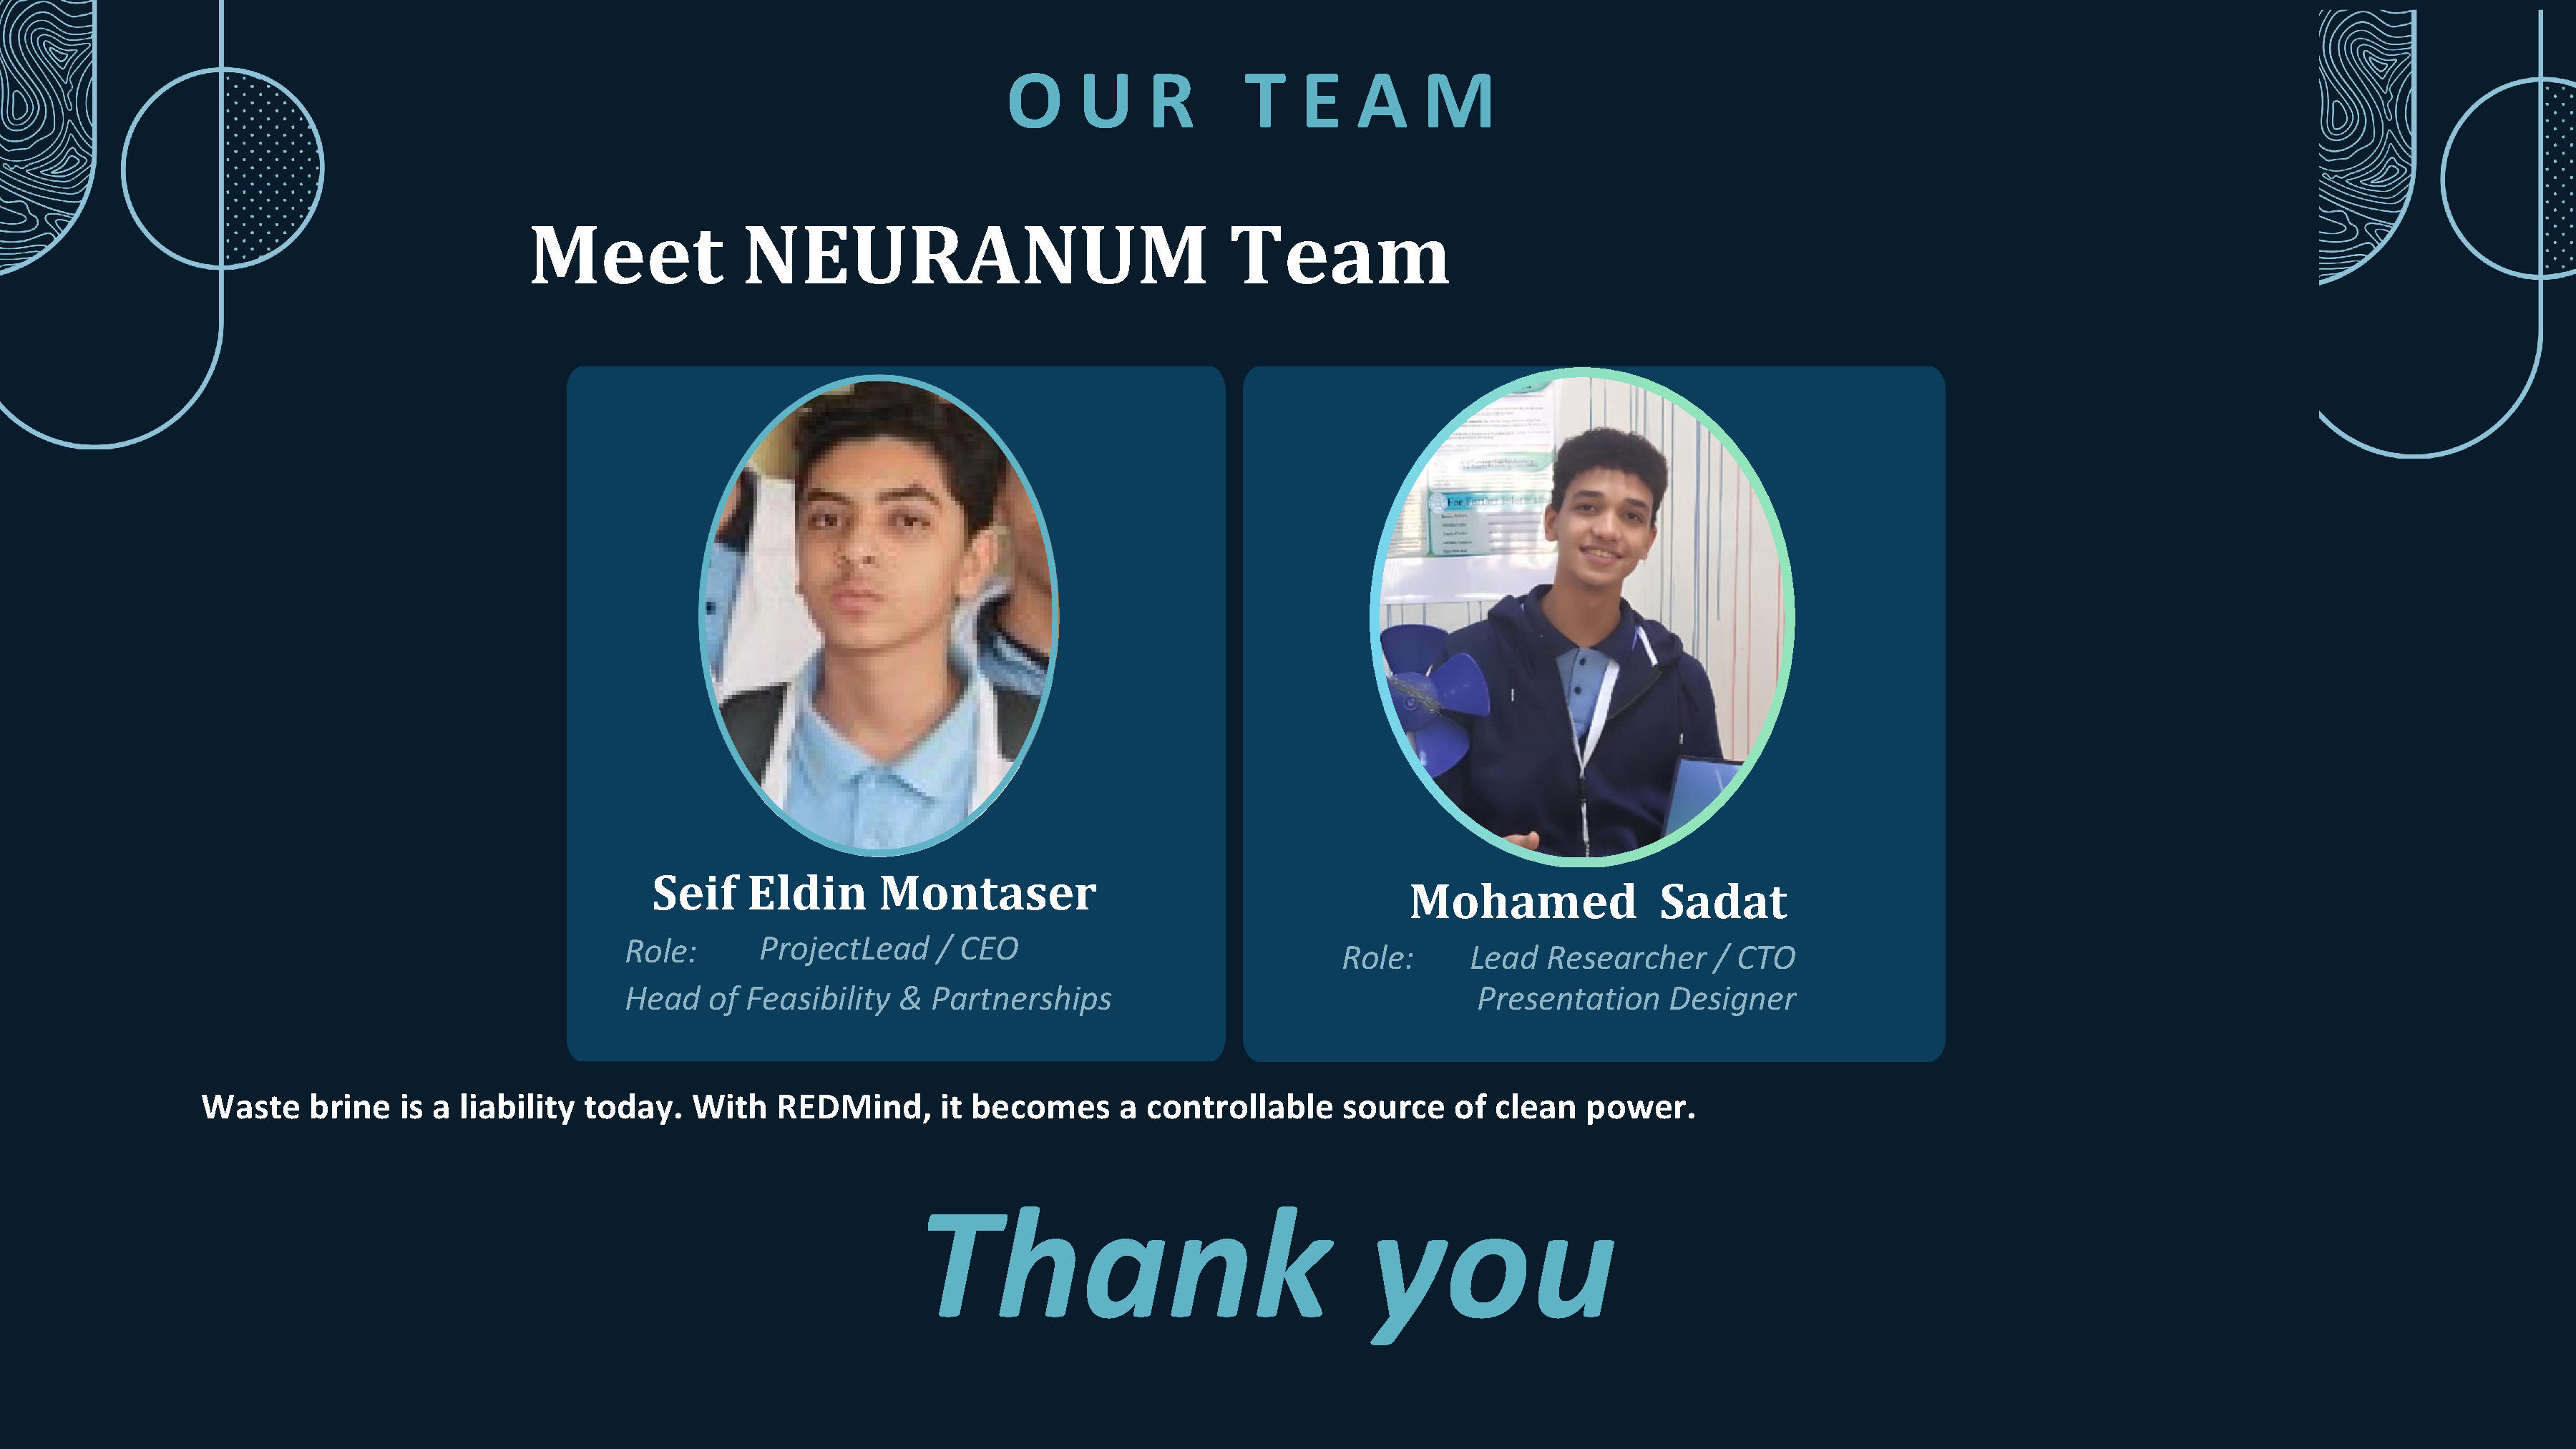 OUR TEAM
Meet NEURANUM Team
Seif Eldin Montaser
Role: ProjectLead / CEO
Head of Feasibility & Partnerships
Mohamed Sadat
Role: Lead Researcher / CTO
Presentation Designer
Waste brine is a liability today. With REDMind, it becomes a controllable source of clean power.
Thank you